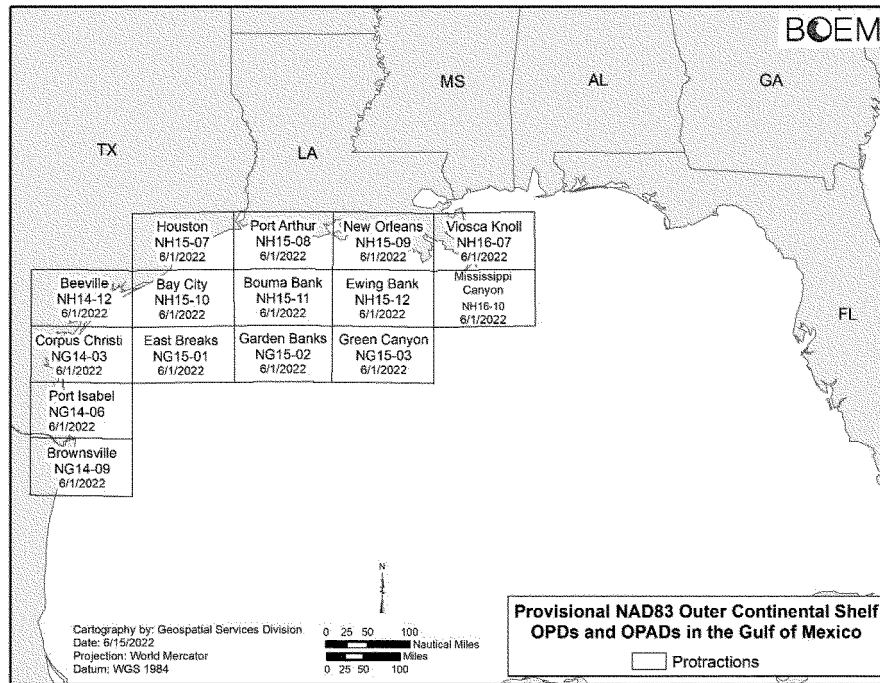 BOEM
MS
AL
GA
TX
LA
FL
Houston
NH15-07
6/1/2022
Port Arthur
NH15-08
6/1/2022
New Orleans
NH15-09
6/1/2022
Viosca Knoll
NH16-07
6/1/2022
Beeville
NH14-12
6/1/2022
Bay City
NH15-10
6/1/2022
Bouma Bank
NH15-11
6/1/2022
Ewing Bank
NH15-12
6/1/2022
Mississippi
Canyon
NH16-10
6/1/2022
Corpus Christi
NG14-03
6/1/2022
East Breaks
NG15-01
6/1/2022
Garden Banks
NG15-02
6/1/2022
Green Canyon
NG15-03
6/1/2022
Port Isabel
NG14-06
6/1/2022
Brownsville
NG14-09
6/1/2022
N
Cartography by: Geospatial Services Division
Date: 6/15/2022
Projection: World Mercator
Datum: WGS 1984
0 25 50 100
Nautical Miles
Miles
0 25 50 100
Provisional NAD83 Outer Continental Shelf
OPDs and OPADs in the Gulf of Mexico
Protractions